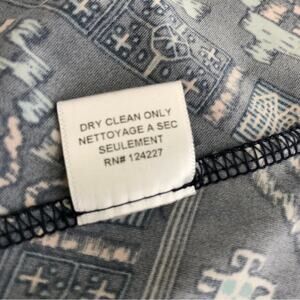 DRY CLEAN ONLY
NETTOYAGE A SEC
SEULEMENT
RN# 124227